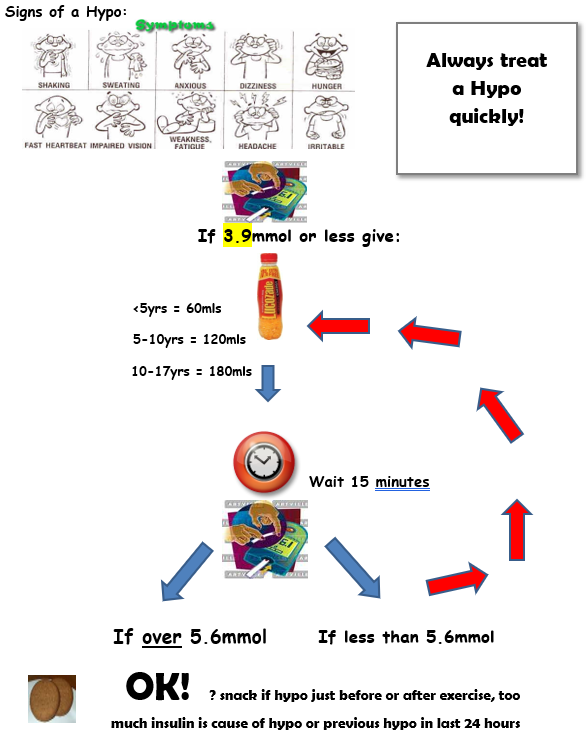 Signs of a Hypo:
Symptoms
SHAKING SWEATING ANXIOUS DIZZINESS HUNGER
FAST HEARTBEAT IMPAIRED VISION WEAKNESS, FATIGUE HEADACHE IRRITABLE
Always treat
a Hypo
quickly!
If 3.9mmol or less give:
LUCOZADE
<5yrs = 60mls
5-10yrs = 120mls
10-17yrs = 180mls
Wait 15 minutes
If over 5.6mmol
If less than 5.6mmol
OK! ? snack if hypo just before or after exercise, too
much insulin is cause of hypo or previous hypo in last 24 hours